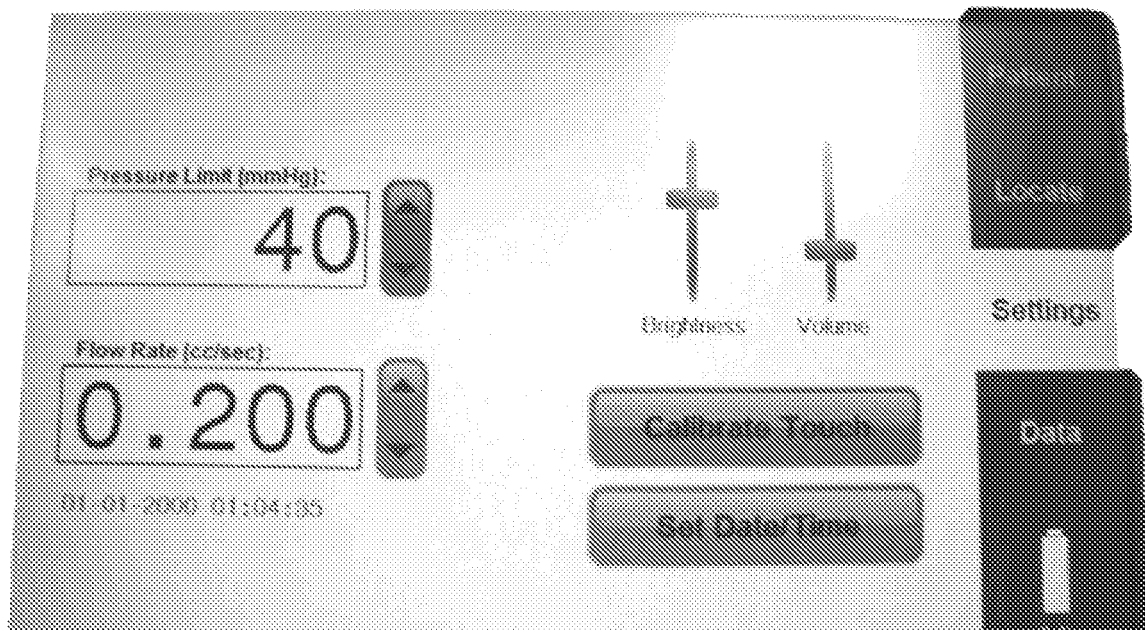 Pressure Limit (mmHg):
40
Flow Rate (cc/sec):
0.200
01-01-2000 01:04:35
Brightness
Volume
Calibrate Touch
Set Date/Time
Settings
Data